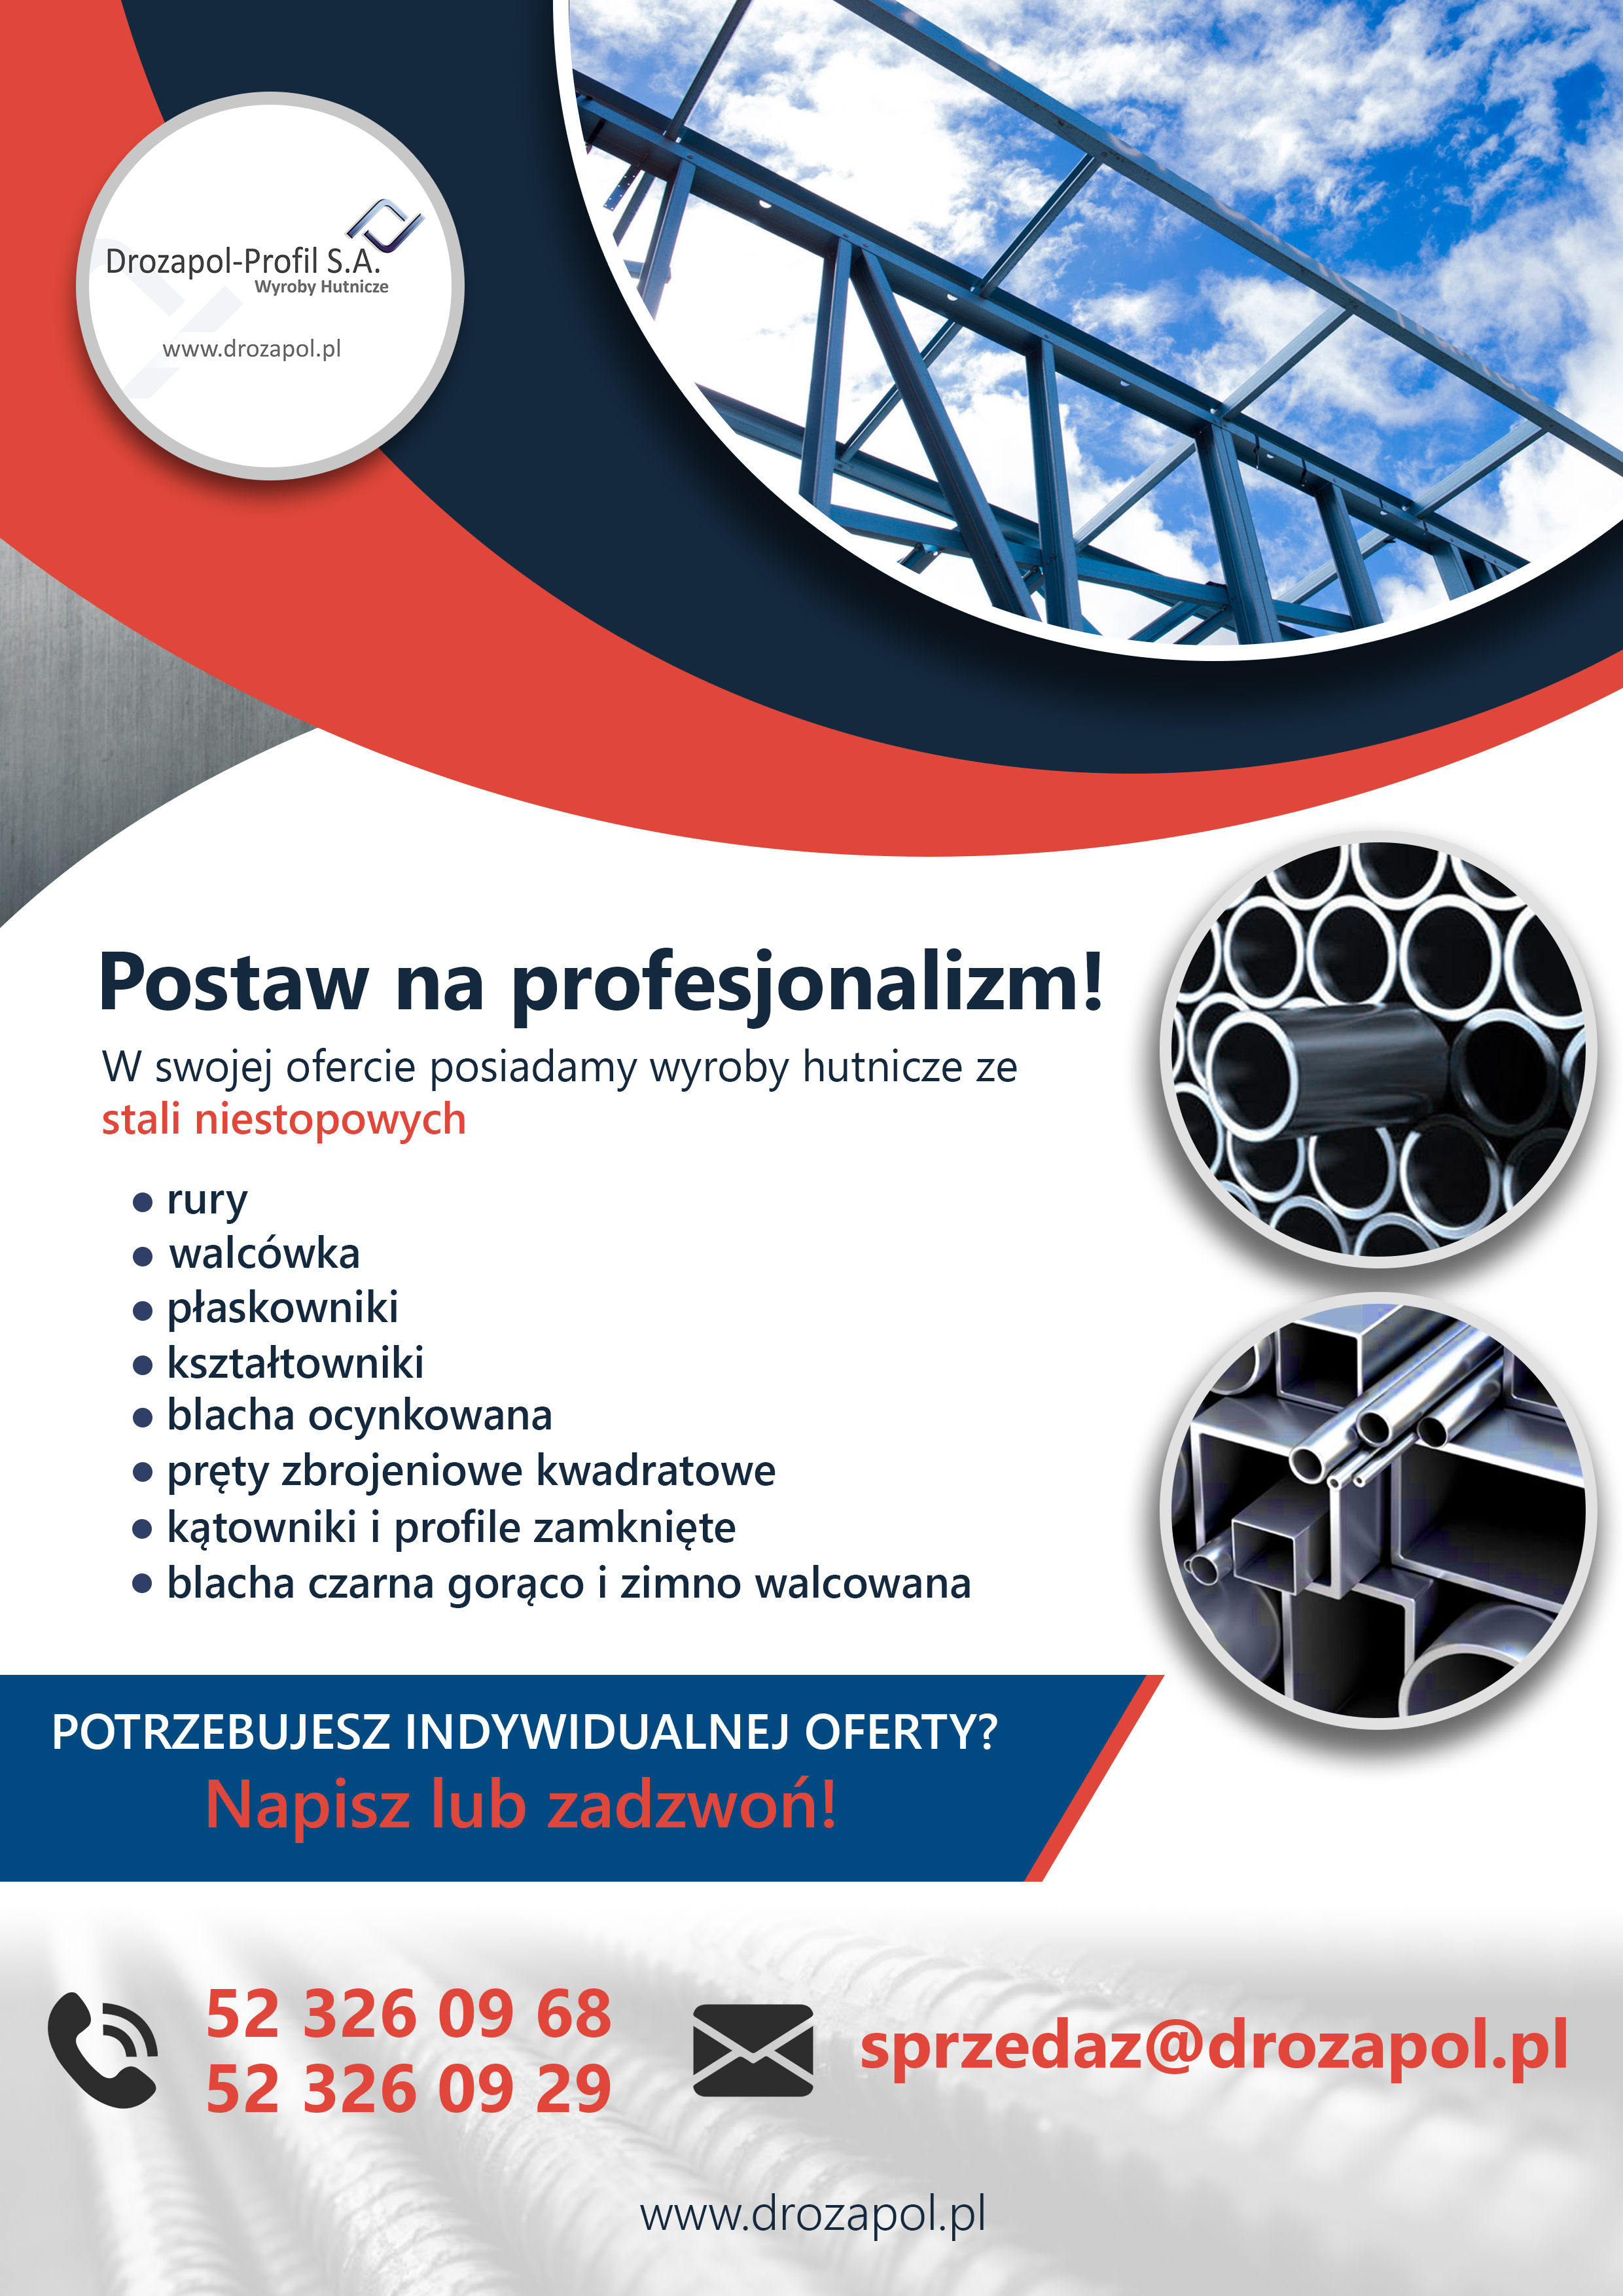 Drozapol-Profil S.A.
Wyroby Hutnicze
www.drozapol.pl
Postaw na profesjonalizm!
W swojej ofercie posiadamy wyroby hutnicze ze
stali niestopowych
• rury
• walcówka
• płaskowniki
• kształtowniki
• blacha ocynkowana
• pręty zbrojeniowe kwadratowe
• kątowniki i profile zamknięte
• blacha czarna gorąco i zimno walcowana
POTRZEBUJESZ INDYWIDUALNEJ OFERTY?
Napisz lub zadzwoń!
52 326 09 68
52 326 09 29
sprzedaz@drozapol.pl
www.drozapol.pl